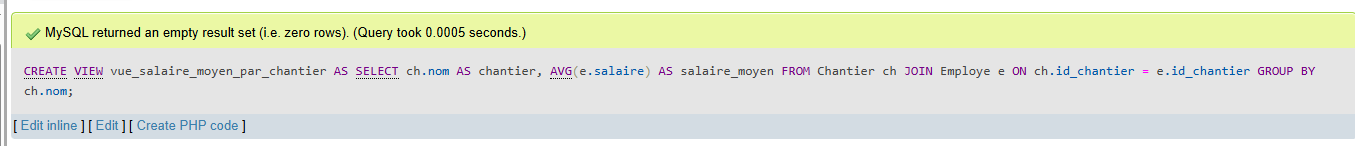 MySQL returned an empty result set (i.e. zero rows). (Query took 0.0005 seconds.)
CREATE VIEW vue_salaire_moyen_par_chantier AS SELECT ch.nom AS chantier, AVG(e.salaire) AS salaire_moyen FROM Chantier ch JOIN Employe e ON ch.id_chantier = e.id_chantier GROUP BY
ch.nom;
[ Edit inline ] [ Edit ] [ Create PHP code ]